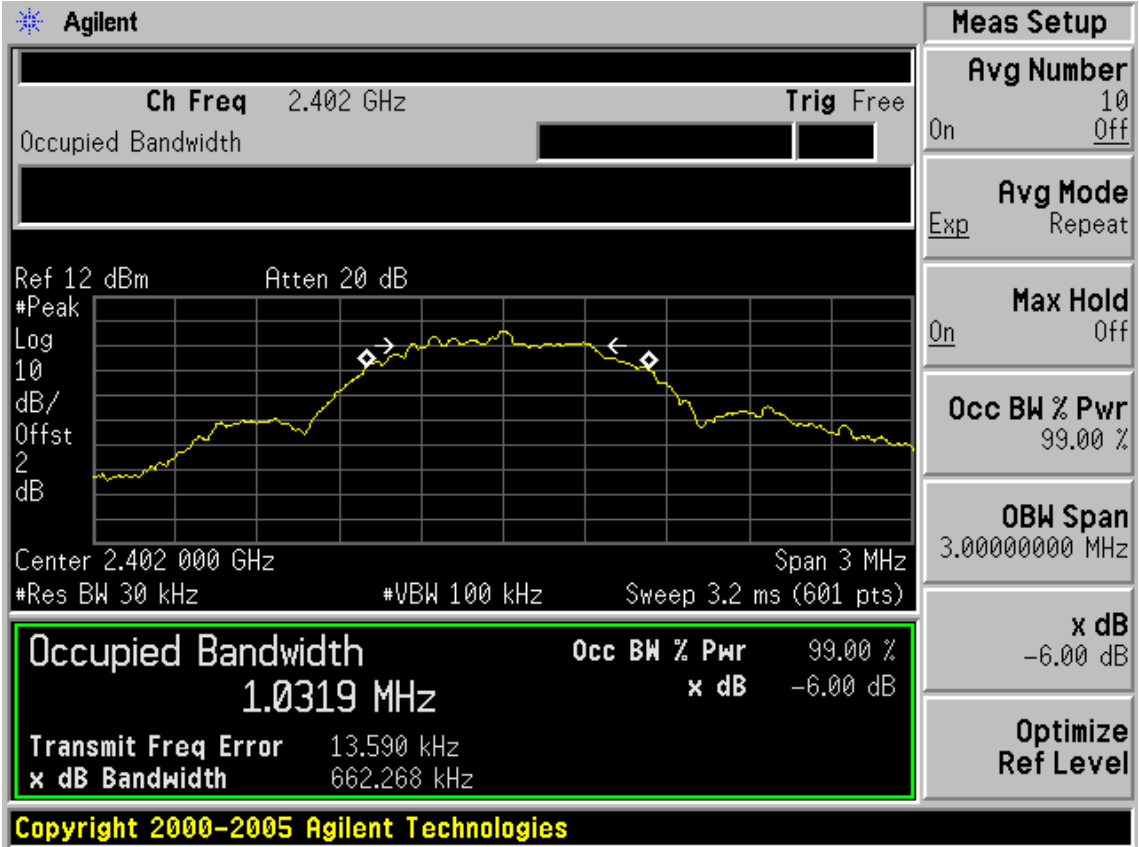 Agilent
Ch Freq 2.402 GHz Trig Free
Occupied Bandwidth
Ref 12 dBm Atten 20 dB
#Peak
Log
10
dB/
Offst
2
dB
Center 2.402 000 GHz Span 3 MHz
#Res BW 30 kHz #VBW 100 kHz Sweep 3.2 ms (601 pts)
Occupied Bandwidth Occ BW % Pwr 99.00 %
1.0319 MHz x dB -6.00 dB
Transmit Freq Error 13.590 kHz
x dB Bandwidth 662.268 kHz
Copyright 2000-2005 Agilent Technologies
Meas Setup
Avg Number
10
On Off
Avg Mode
Exp Repeat
Max Hold
On Off
Occ BW % Pwr
99.00 %
OBW Span
3.00000000 MHz
x dB
-6.00 dB
Optimize
Ref Level